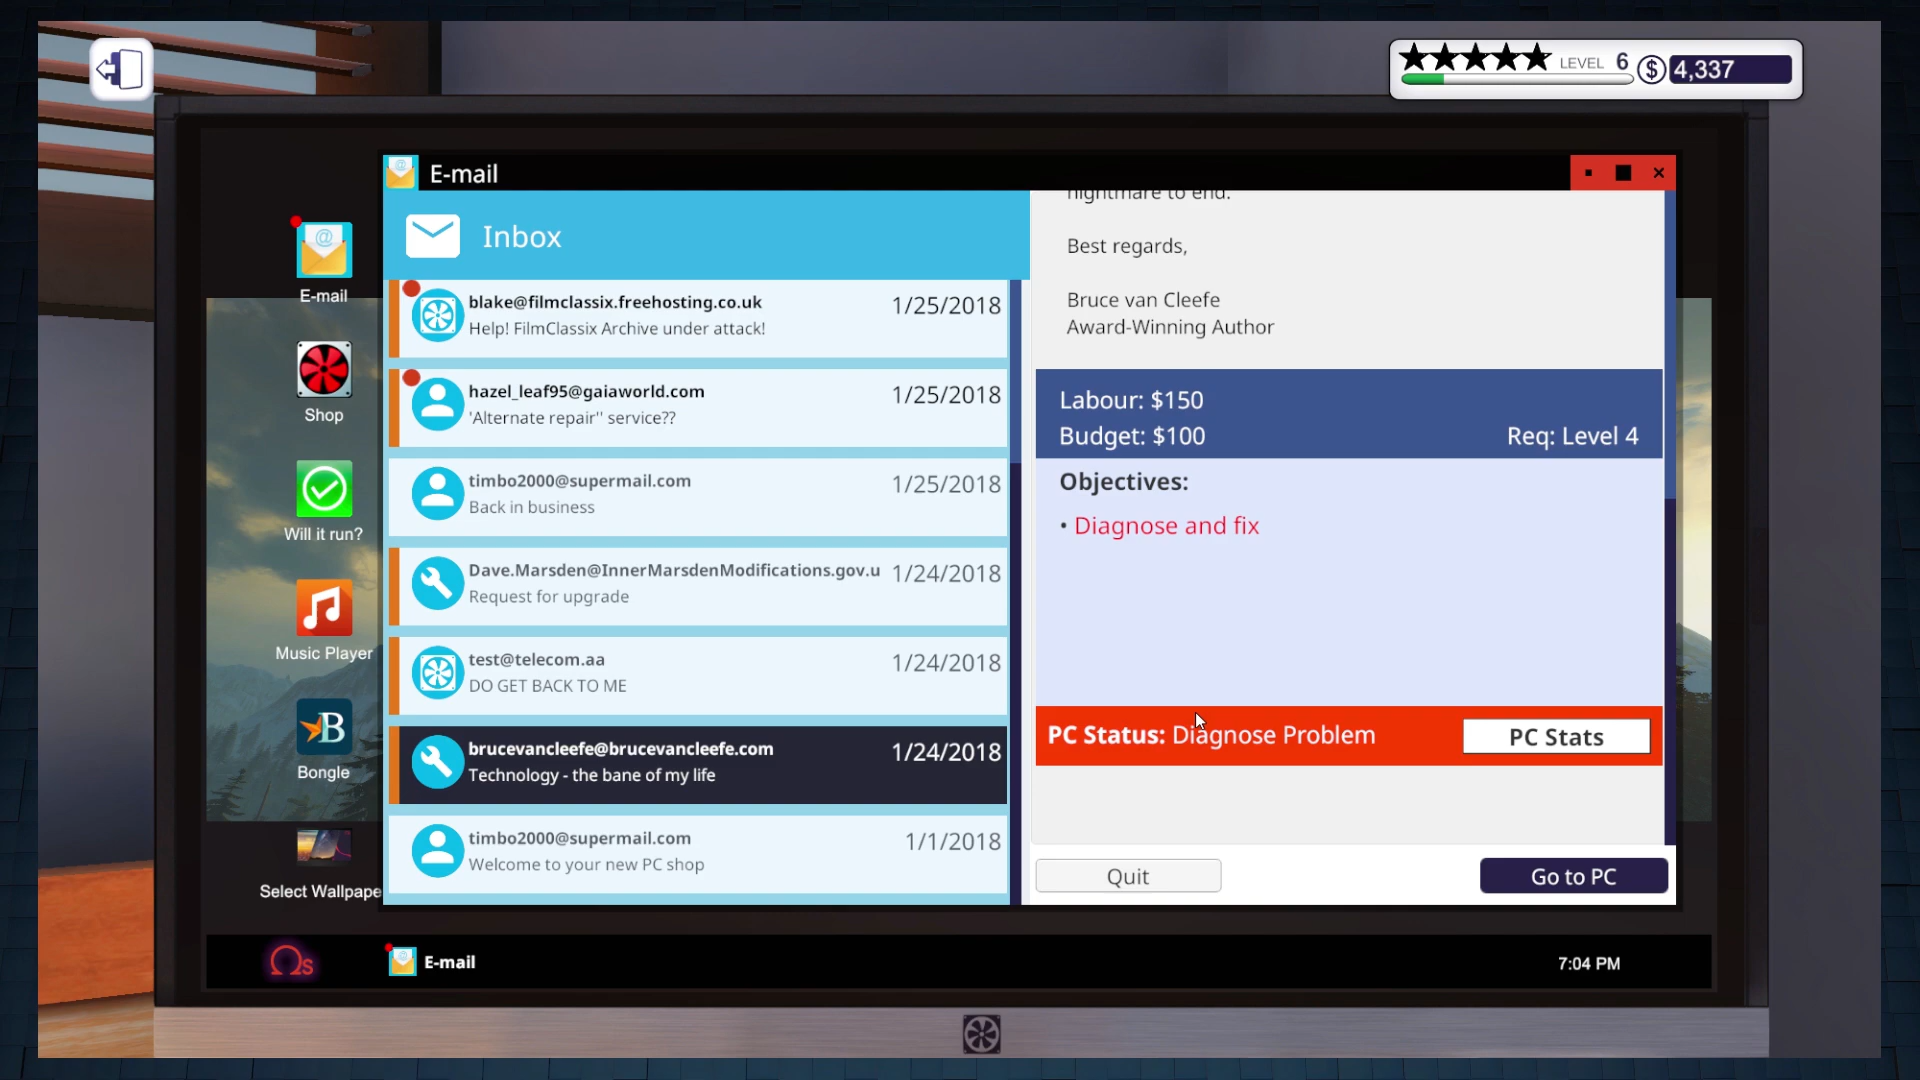 LEVEL 6 $ 4,337
E-mail
Inbox
blake@filmclassix.freehosting.co.uk 1/25/2018
Help! FilmClassix Archive under attack!
hazel_leaf95@gaiaworld.com 1/25/2018
'Alternate repair'' service??
timbo2000@supermail.com 1/25/2018
Back in business
Dave.Marsden@InnerMarsdenModifications.gov.u 1/24/2018
Request for upgrade
test@telecom.aa 1/24/2018
DO GET BACK TO ME
brucevancleefe@brucevancleefe.com 1/24/2018
Technology - the bane of my life
timbo2000@supermail.com 1/1/2018
Welcome to your new PC shop
nightmare to end.
Best regards,
Bruce van Cleefe
Award-Winning Author
Labour: $150
Budget: $100 Req: Level 4
Objectives:
• Diagnose and fix
PC Status: Diagnose Problem PC Stats
Quit Go to PC
E-mail
Shop
Will it run?
Music Player
B
Bongle
Select Wallpape
Ωs E-mail 7:04 PM